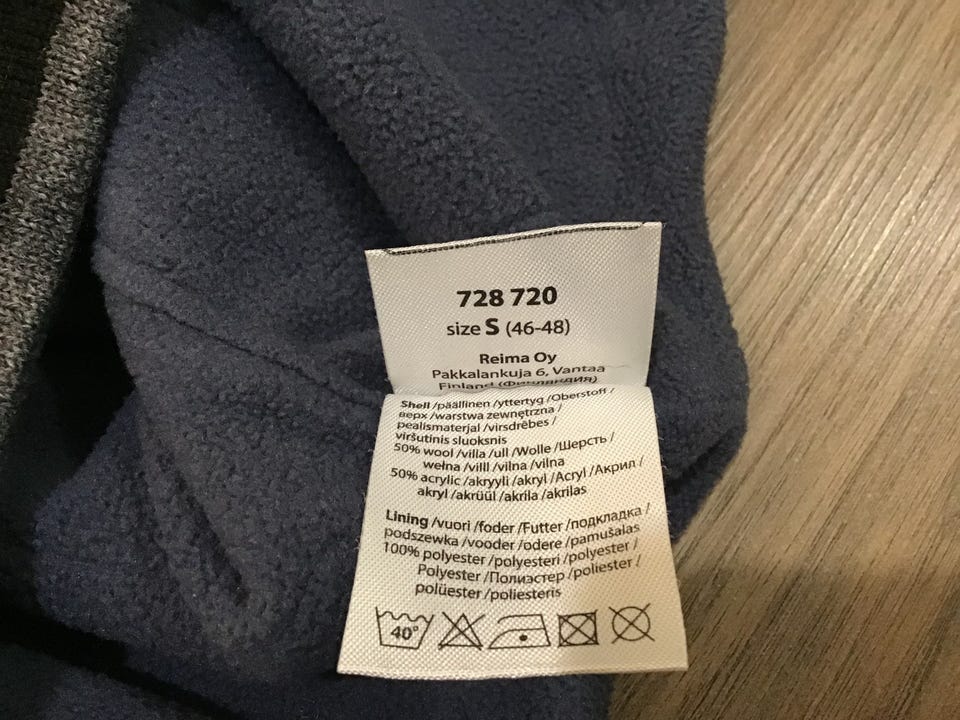 728 720
size S (46-48)
Reima Oy
Pakkalankuja 6, Vantaa
Finland (Финляндия)
Shell /päällinen /yttertyg /Oberstoff /
верх /warstwa zewnętrzna /
pealismaterjal /virsdrēbes /
viršutinis sluoksnis
50% wool /villa /ull /Wolle /Шерсть /
wełna /villl /vilna /vilna
50% acrylic /akryyli /akryl /Acryl /Акрил /
akryl /akrüül /akrila /akrilas
Lining /vuori /foder /Futter /подкладка /
podszewka /vooder /odere /pamušalas
100% polyester /polyesteri /polyester /
Polyester /Полиэстер /poliester /
polüester /poliesteris
40°